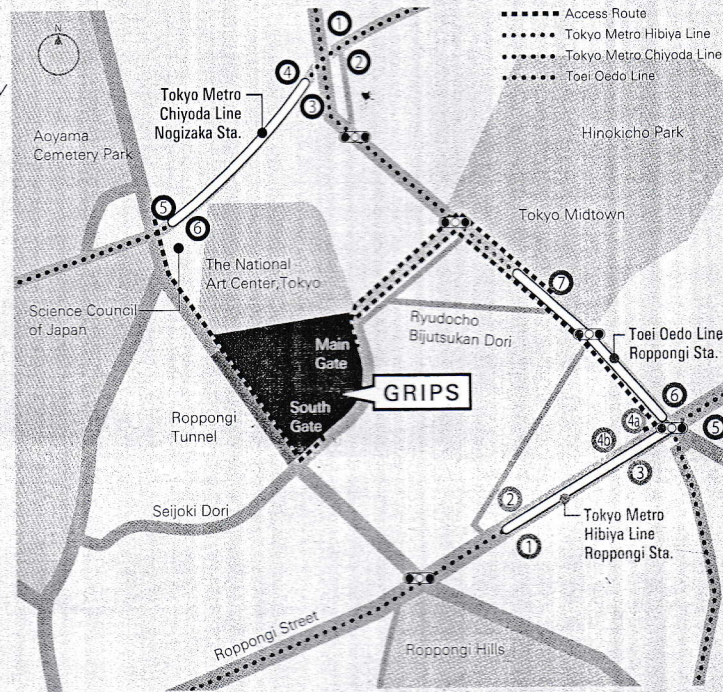 Access Route
Tokyo Metro Hibiya Line
Tokyo Metro Chiyoda Line
Toei Oedo Line
N
1
2
4
3
Tokyo Metro
Chiyoda Line
Nogizaka Sta.
Hinokicho Park
Aoyama
Cemetery Park
5
6
Tokyo Midtown
The National
Art Center,Tokyo
7
Science Council
of Japan
Ryudocho
Bijutsukan Dori
Toei Oedo Line
Roppongi Sta.
Main
Gate
GRIPS
South
Gate
6
Roppongi
Tunnel
4a
5
4b
3
2
Seijoki Dori
1
Tokyo Metro
Hibiya Line
Roppongi Sta.
Roppongi Street
Roppongi Hills